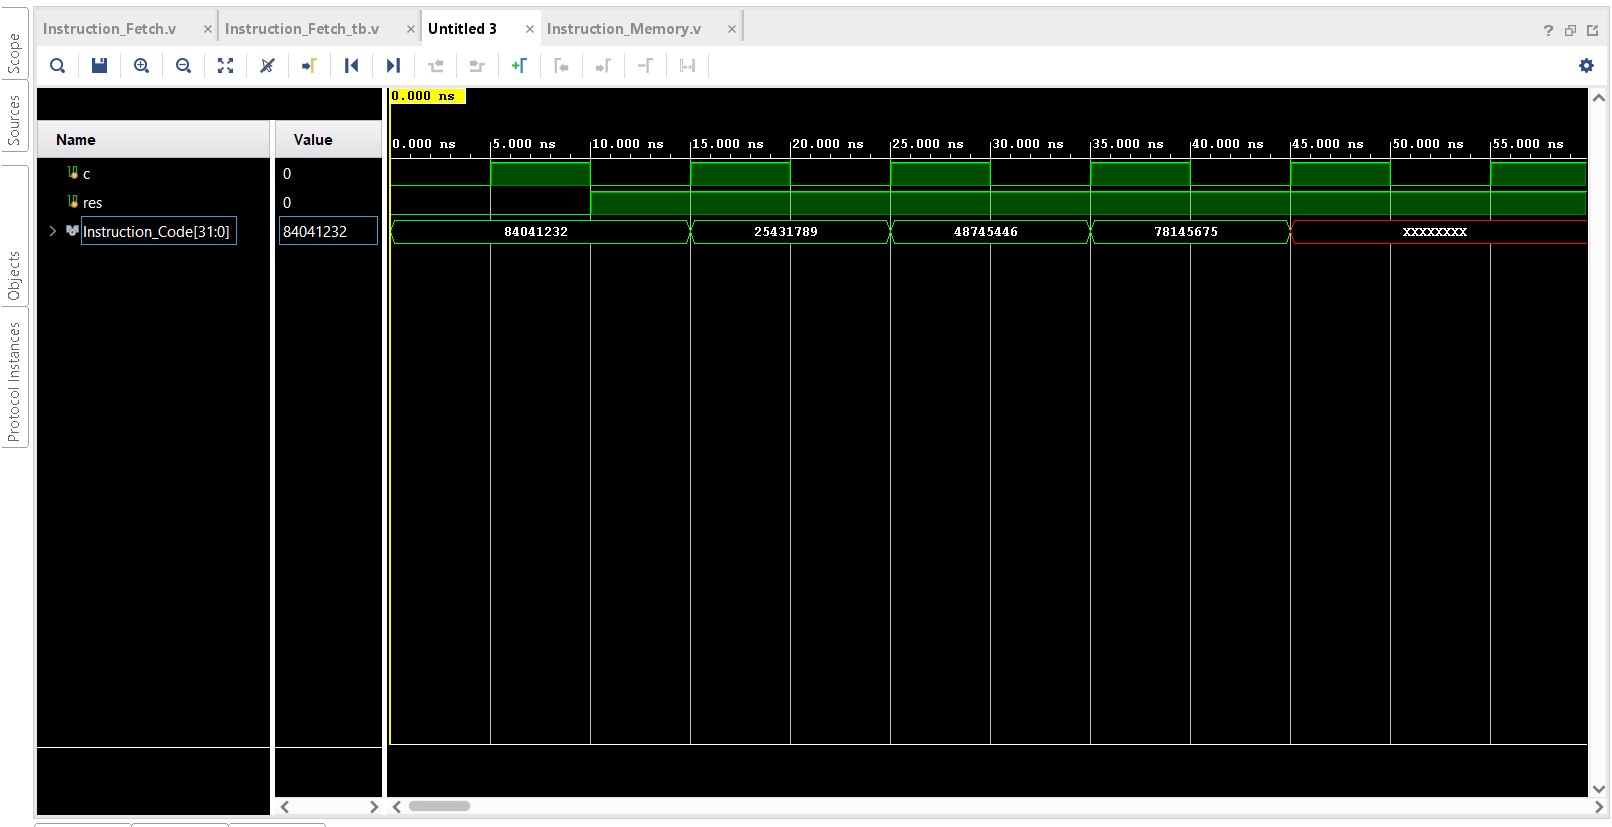 Instruction_Fetch.v × Instruction_Fetch_tb.v × Untitled 3 × Instruction_Memory.v ×
?
Scope
Sources
Objects
Protocol Instances
0.000 ns
Name Value
0.000 ns 5.000 ns 10.000 ns 15.000 ns 20.000 ns 25.000 ns 30.000 ns 35.000 ns 40.000 ns 45.000 ns 50.000 ns 55.000 ns
c 0
res 0
Instruction_Code[31:0] 84041232 84041232 25431789 48745446 78145675 XXXXXXXX